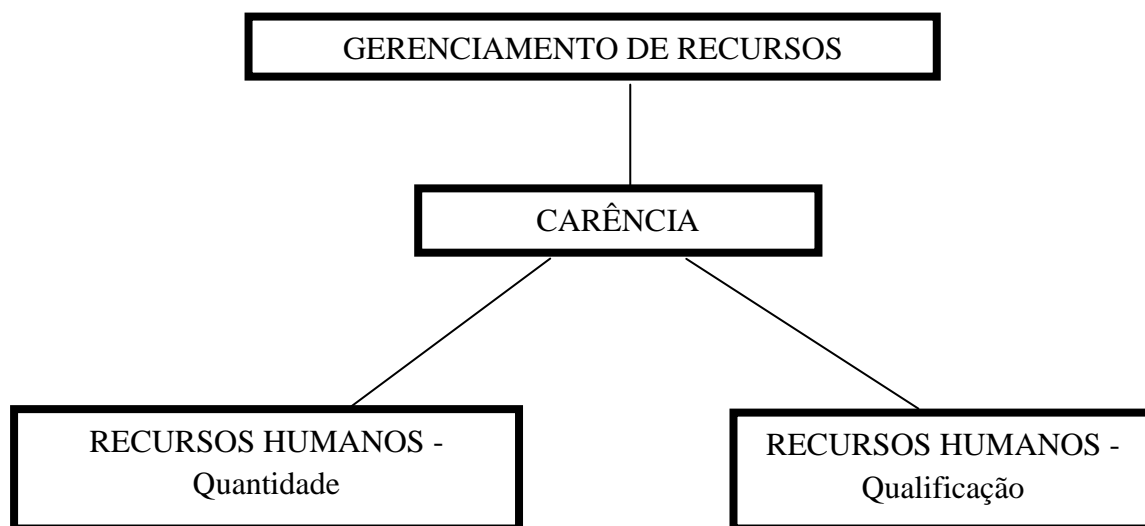 GERENCIAMENTO DE RECURSOS
CARÊNCIA
RECURSOS HUMANOS -
Quantidade
RECURSOS HUMANOS -
Qualificação